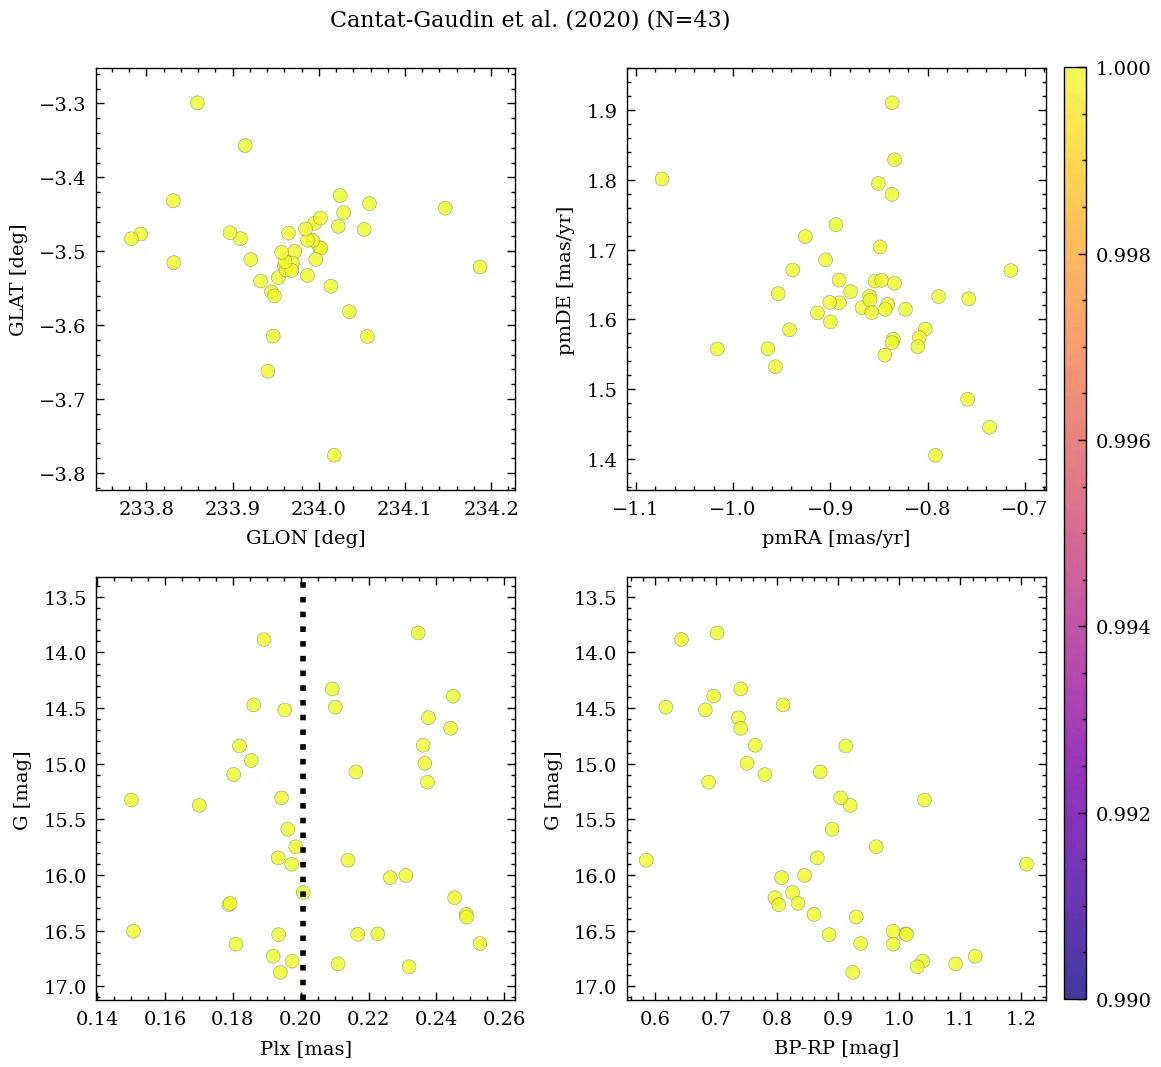 Cantat-Gaudin et al. (2020) (N=43)
−3.3
−3.4
−3.5
−3.6
−3.7
−3.8
GLAT [deg]
233.8 233.9 234.0 234.1 234.2
GLON [deg]
1.9
1.8
1.7
1.6
1.5
1.4
pmDE [mas/yr]
−1.1 −1.0 −0.9 −0.8 −0.7
pmRA [mas/yr]
13.5
14.0
14.5
15.0
15.5
16.0
16.5
17.0
G [mag]
0.14 0.16 0.18 0.20 0.22 0.24 0.26
Plx [mas]
13.5
14.0
14.5
15.0
15.5
16.0
16.5
17.0
G [mag]
0.6 0.7 0.8 0.9 1.0 1.1 1.2
BP-RP [mag]
1.000
0.998
0.996
0.994
0.992
0.990